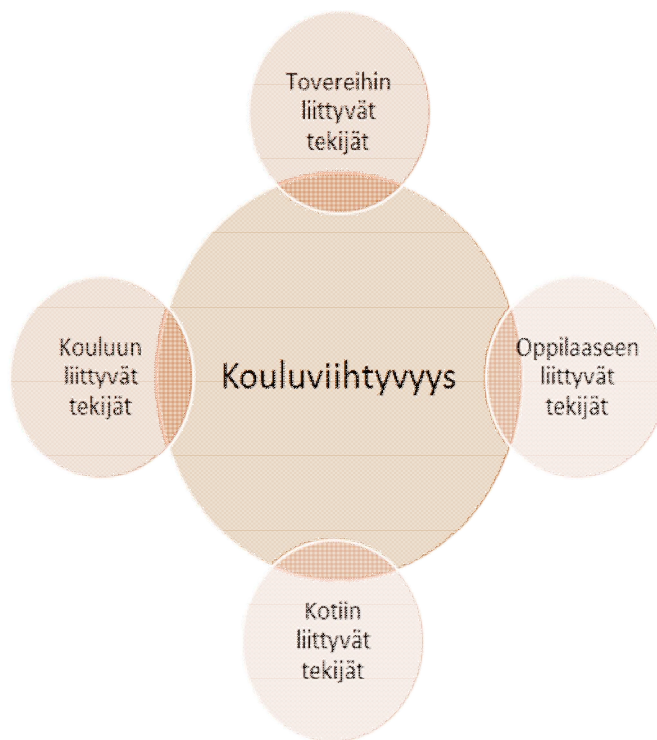 Tovereihin
liittyvät
tekijät
Kouluun
liittyvät
tekijät
Kouluviihtyvyys
Oppilaaseen
liittyvät
tekijät
Kotiin
liittyvät
tekijät